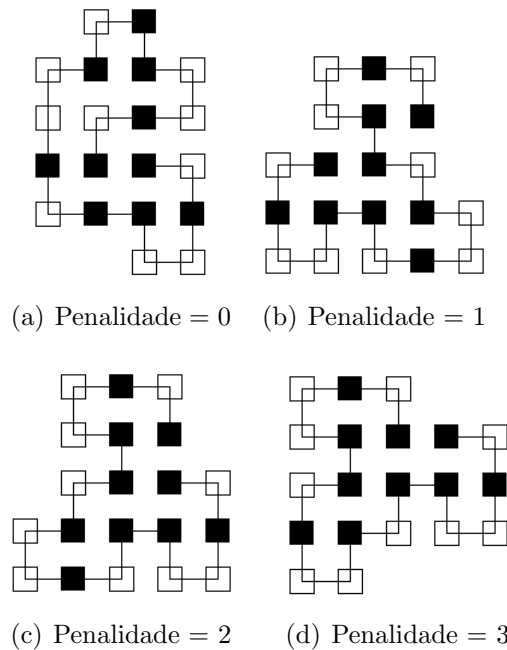 (a) Penalidade = 0 (b) Penalidade = 1
(c) Penalidade = 2 (d) Penalidade = 3